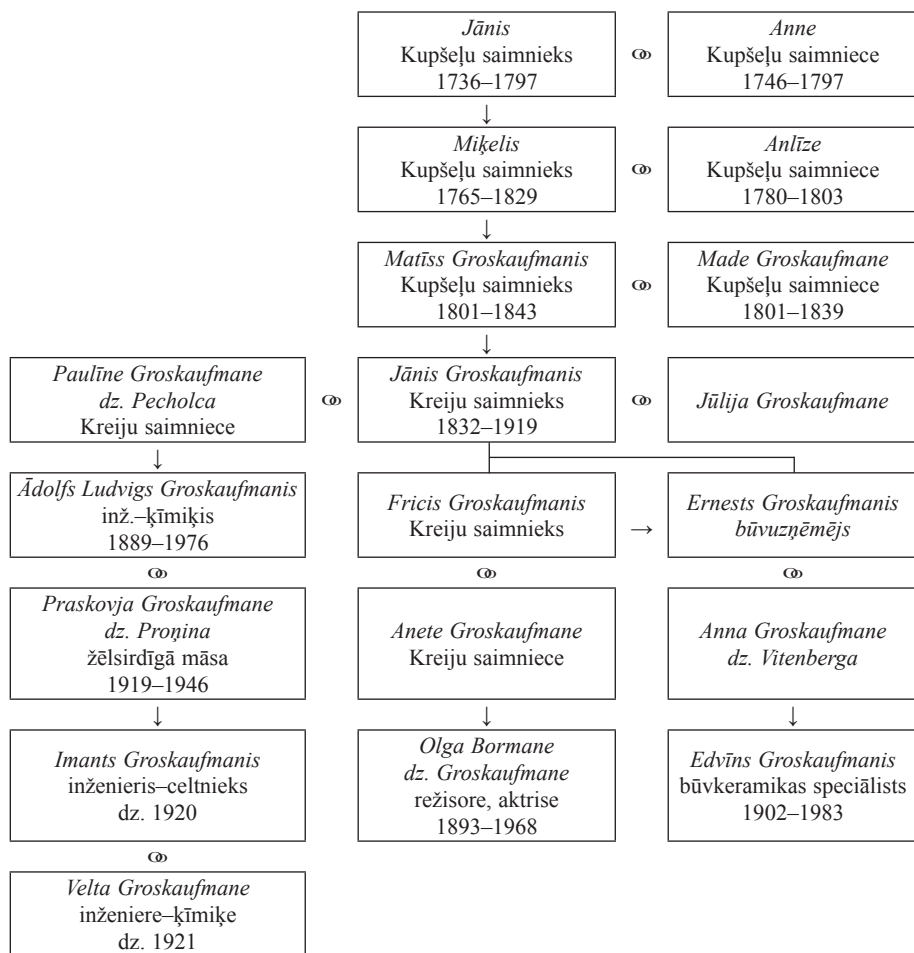 Jānis
Kupšeļu saimnieks
1736–1797
Anne
Kupšeļu saimniece
1746–1797
Miķelis
Kupšeļu saimnieks
1765–1829
Anlīze
Kupšeļu saimniece
1780–1803
Matīss Groskaufmanis
Kupšeļu saimnieks
1801–1843
Made Groskaufmane
Kupšeļu saimniece
1801–1839
Paulīne Groskaufmane
dz. Pecholca
Kreiju saimniece
Jānis Groskaufmanis
Kreiju saimnieks
1832–1919
Jūlija Groskaufmane
Ādolfs Ludvigs Groskaufmanis
inž.–ķīmiķis
1889–1976
Fricis Groskaufmanis
Kreiju saimnieks
Ernests Groskaufmanis
būvuzņēmējs
Praskovja Groskaufmane
dz. Proņina
žēlsirdīgā māsa
1919–1946
Anete Groskaufmane
Kreiju saimniece
Anna Groskaufmane
dz. Vitenberga
Imants Groskaufmanis
inženieris–celtnieks
dz. 1920
Olga Bormane
dz. Groskaufmane
režisore, aktrise
1893–1968
Edvīns Groskaufmanis
būvkeramikas speciālists
1902–1983
Velta Groskaufmane
inženiere–ķīmiķe
dz. 1921